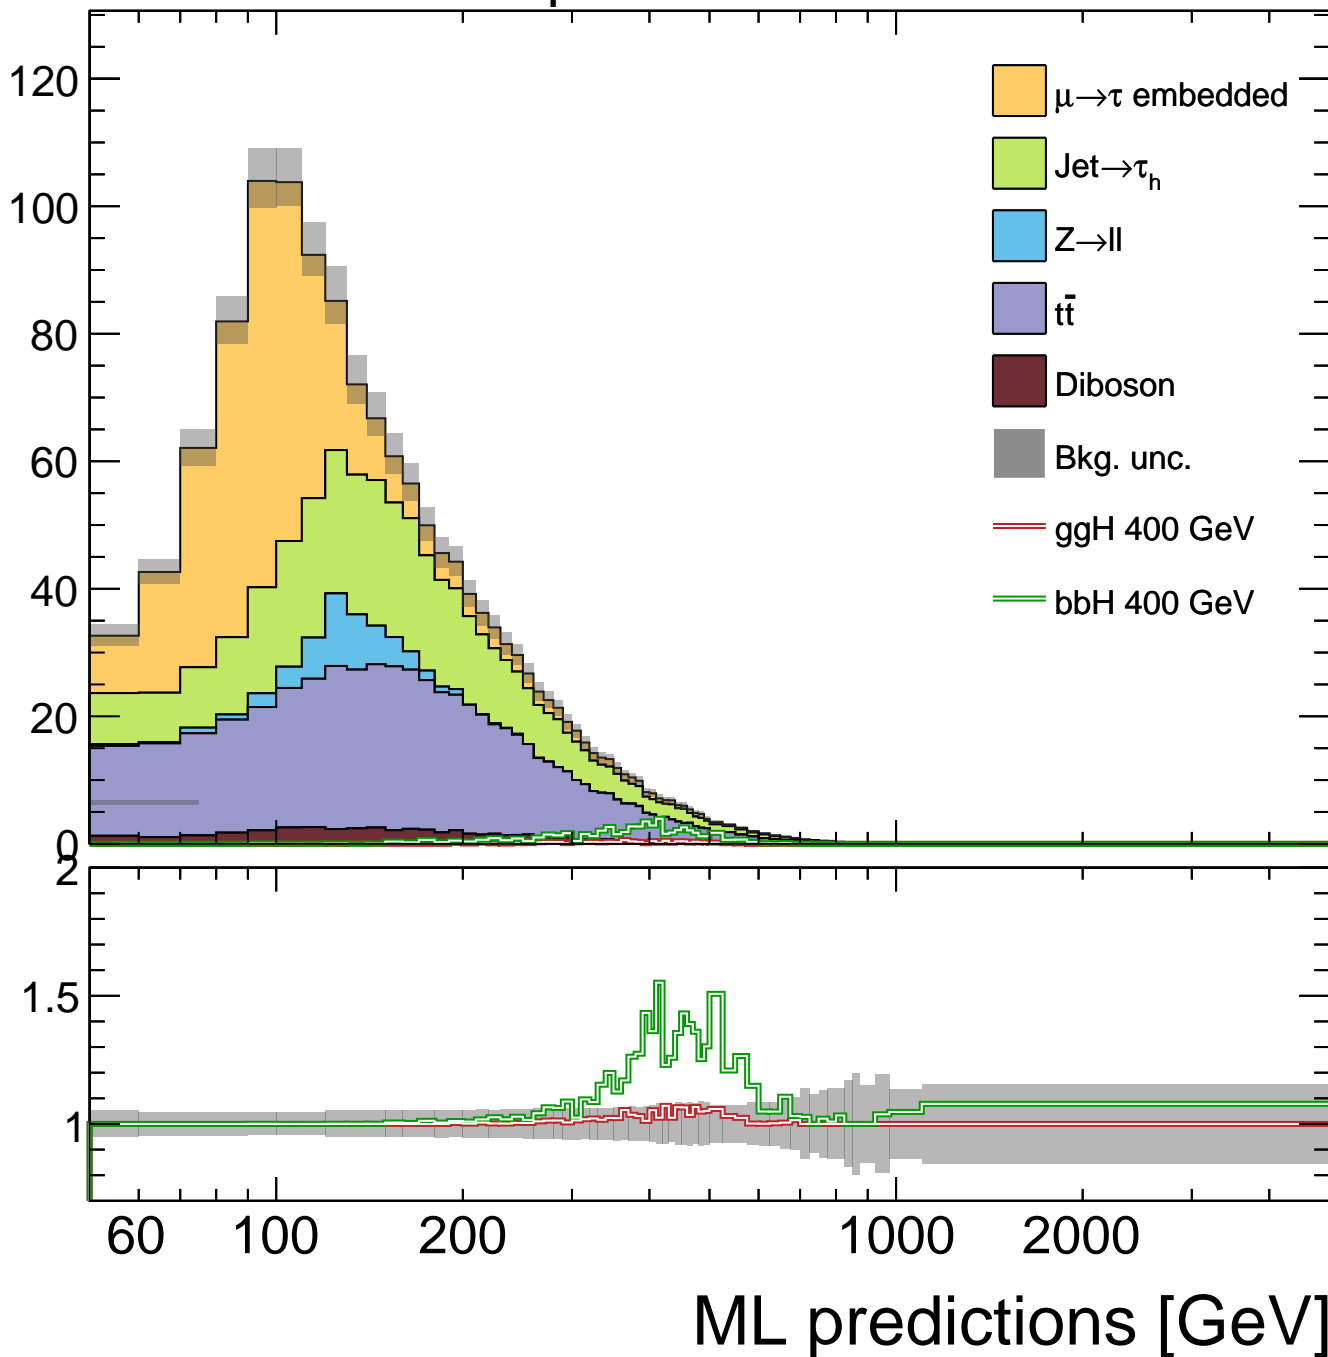 120
100
80
60
40
20
0
μ→τ embedded
Jet→τh
Z→ll
tt̄
Diboson
Bkg. unc.
ggH 400 GeV
bbH 400 GeV
2
1.5
1
60 100 200 1000 2000
ML predictions [GeV]